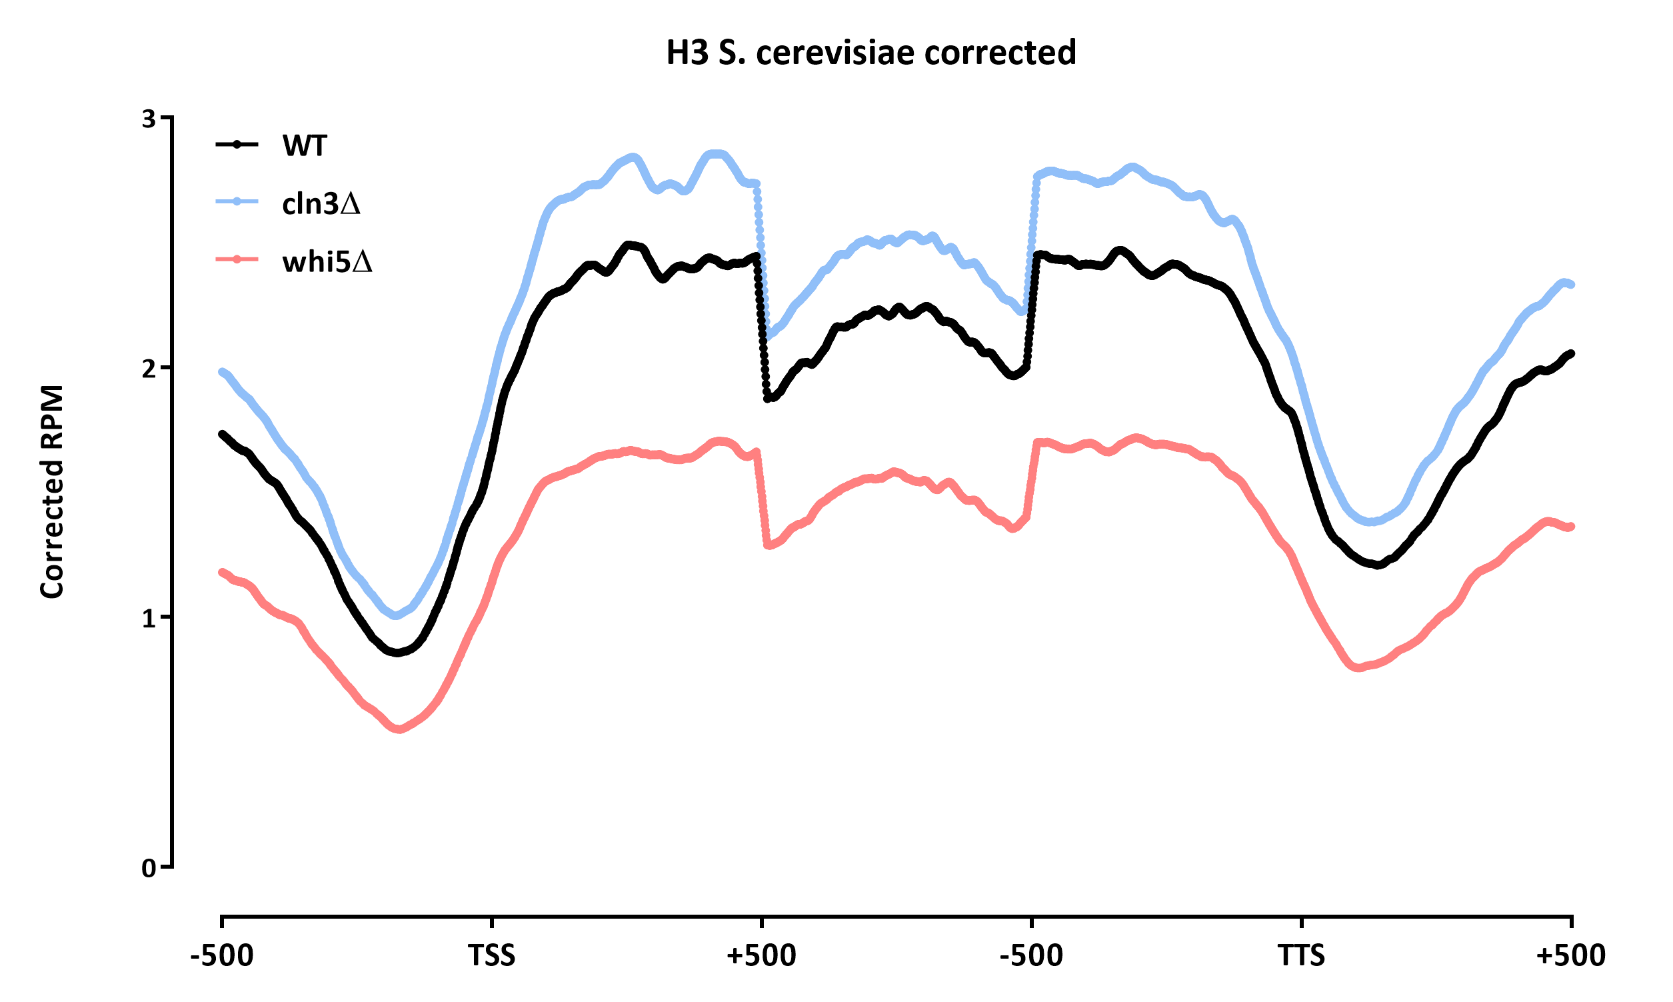 H3 S. cerevisiae corrected
3
WT
cln3Δ
whi5Δ
2
Corrected RPM
1
0
-500 TSS +500 -500 TTS +500